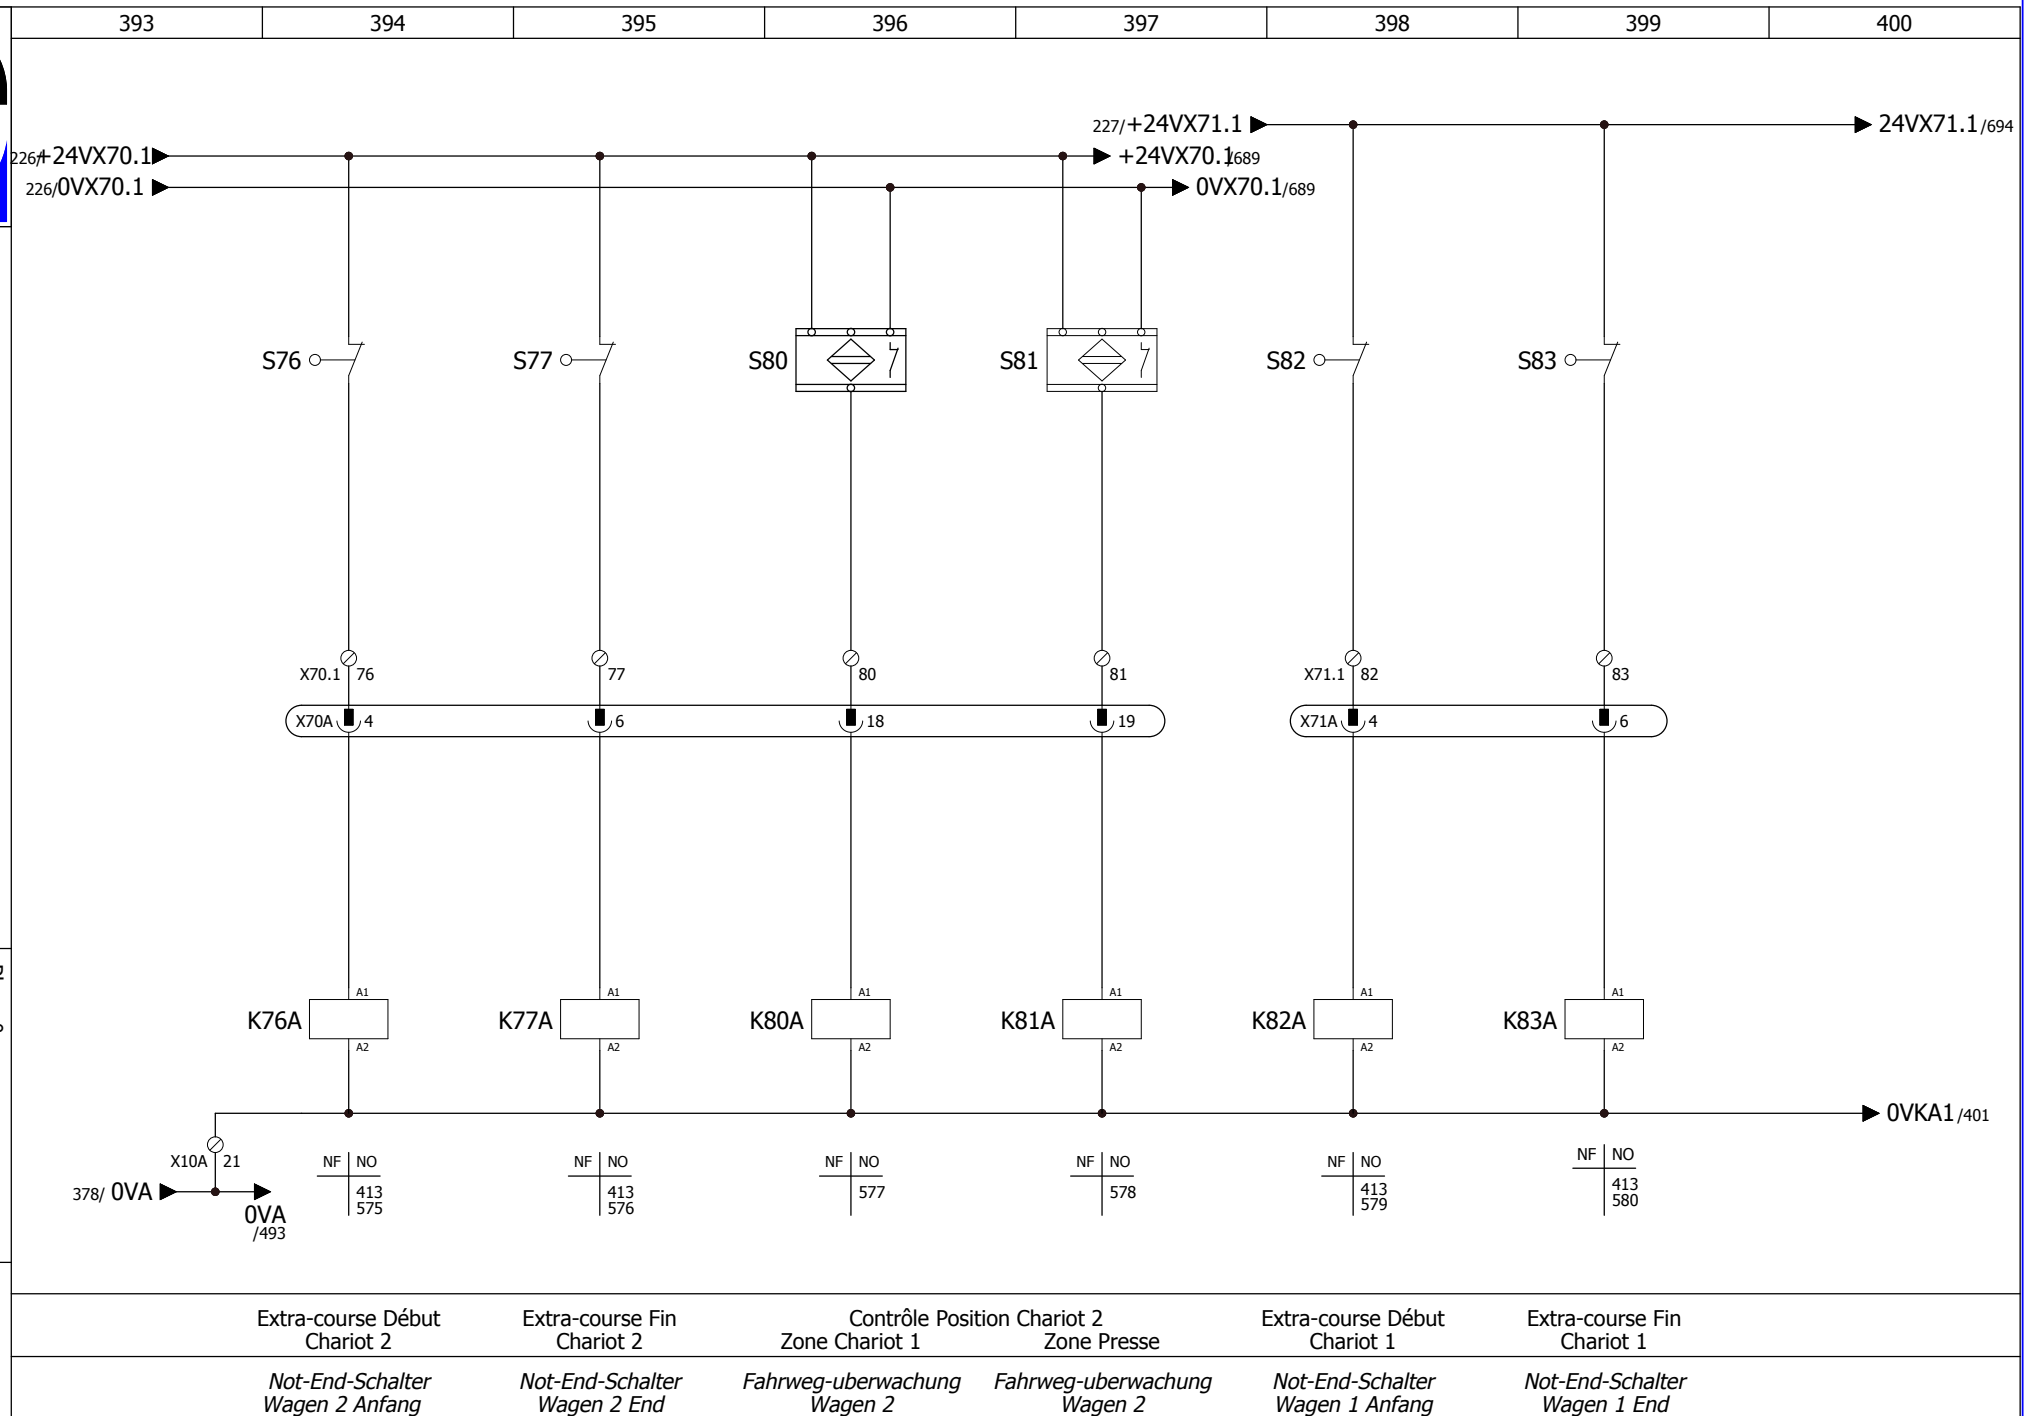 393 394 395 396 397 398 399 400
227/+24VX71.1 24VX71.1/694
226/+24VX70.1 +24VX70.1/689
226/0VX70.1 0VX70.1/689
S76 S77 S80 S81 S82 S83
X70.1 76 77 80 81 X71.1 82 83
X70A 4 6 18 19 X71A 4 6
A1 A1 A1 A1 A1 A1
K76A K77A K80A K81A K82A K83A
A2 A2 A2 A2 A2 A2
0VKA1/401
X10A 21
NF NO NF NO NF NO NF NO NF NO NF NO
378/ 0VA 413 413 577 578 413 413
575 576 579 580
0VA
/493
Extra-course Début Extra-course Fin Contrôle Position Chariot 2 Extra-course Début Extra-course Fin
Chariot 2 Chariot 2 Zone Chariot 1 Zone Presse Chariot 1 Chariot 1
Not-End-Schalter Not-End-Schalter Fahrweg-uberwachung Fahrweg-uberwachung Not-End-Schalter Not-End-Schalter
Wagen 2 Anfang Wagen 2 End Wagen 2 Wagen 2 Wagen 1 Anfang Wagen 1 End